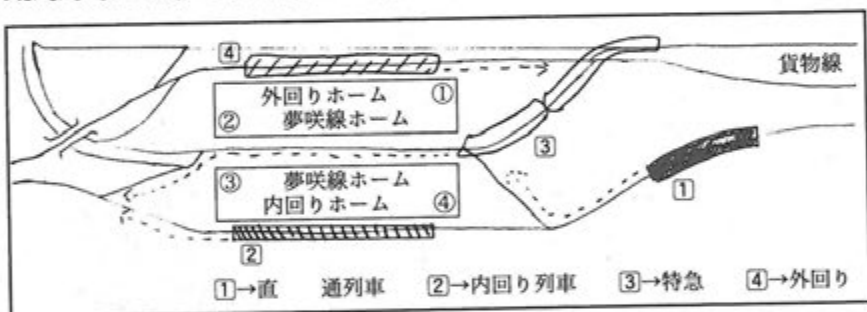 4
貨物線
外回りホーム ①
② 夢咲線ホーム
3
③ 夢咲線ホーム
内回りホーム ④
1
2
1→直 通列車 2→内回り列車 3→特急 4→外回り